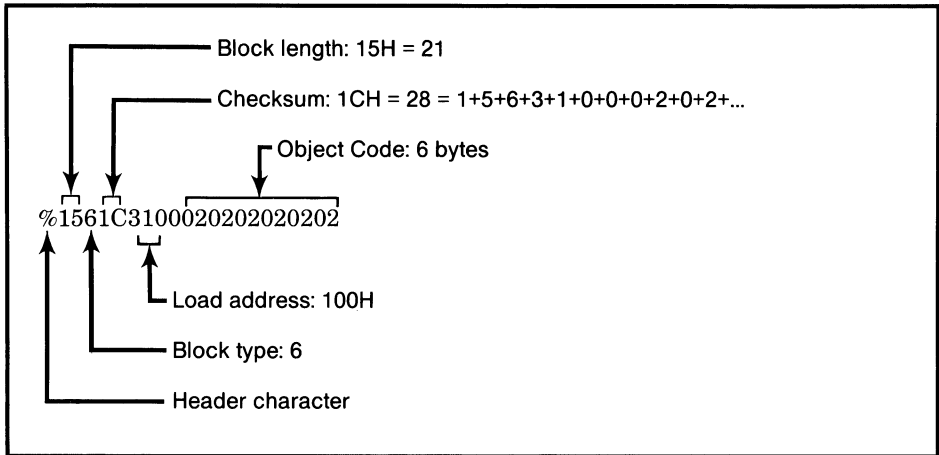 Block length: 15H = 21
Checksum: 1CH = 28 = 1+5+6+3+1+0+0+0+2+0+2+...
Object Code: 6 bytes
%1561C3100020202020202
Load address: 100H
Block type: 6
Header character